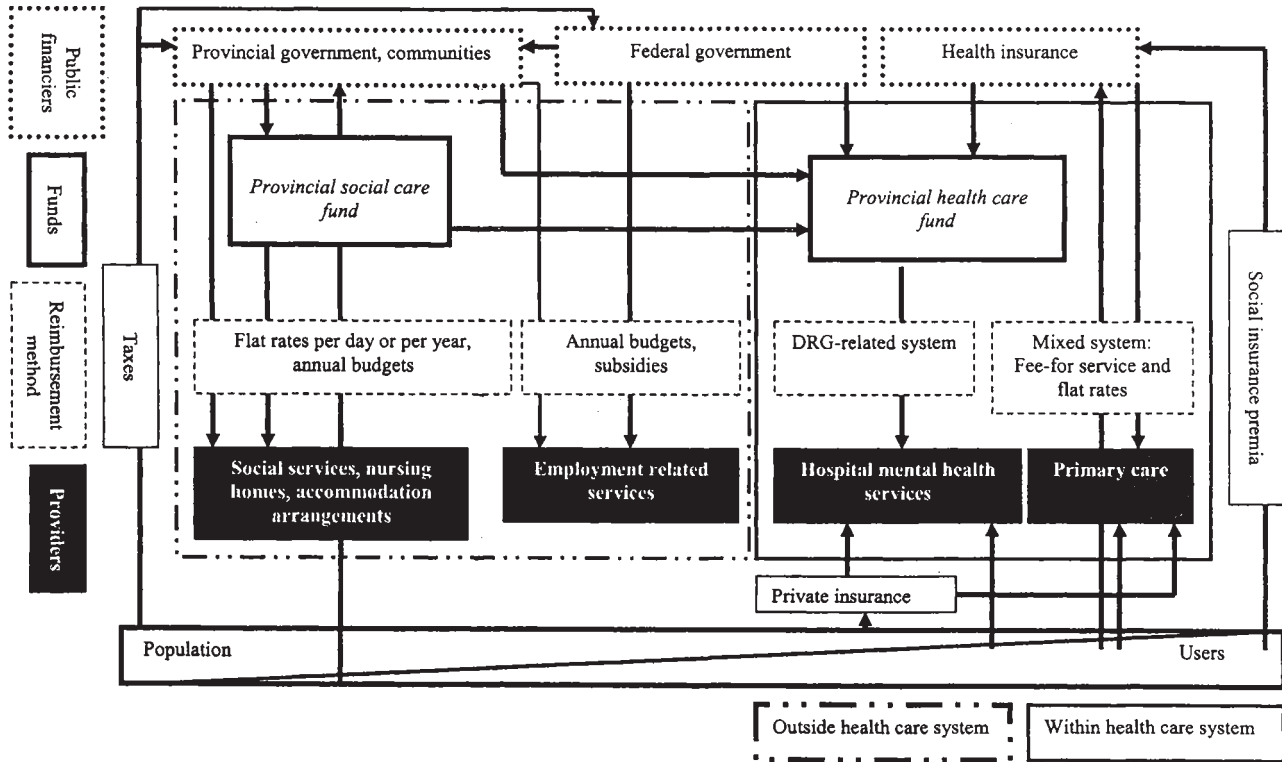 Public
financiers
Provincial government, communities
Federal government
Health insurance
Funds
Provincial social care
fund
Provincial health care
fund
Reimbursement
method
Taxes
Flat rates per day or per year,
annual budgets
Annual budgets,
subsidies
DRG-related system
Mixed system:
Fee-for service and
flat rates
Social insurance premia
Providers
Social services, nursing
homes, accommodation
arrangements
Employment related
services
Hospital mental health
services
Primary care
Private insurance
Population
Users
Outside health care system
Within health care system